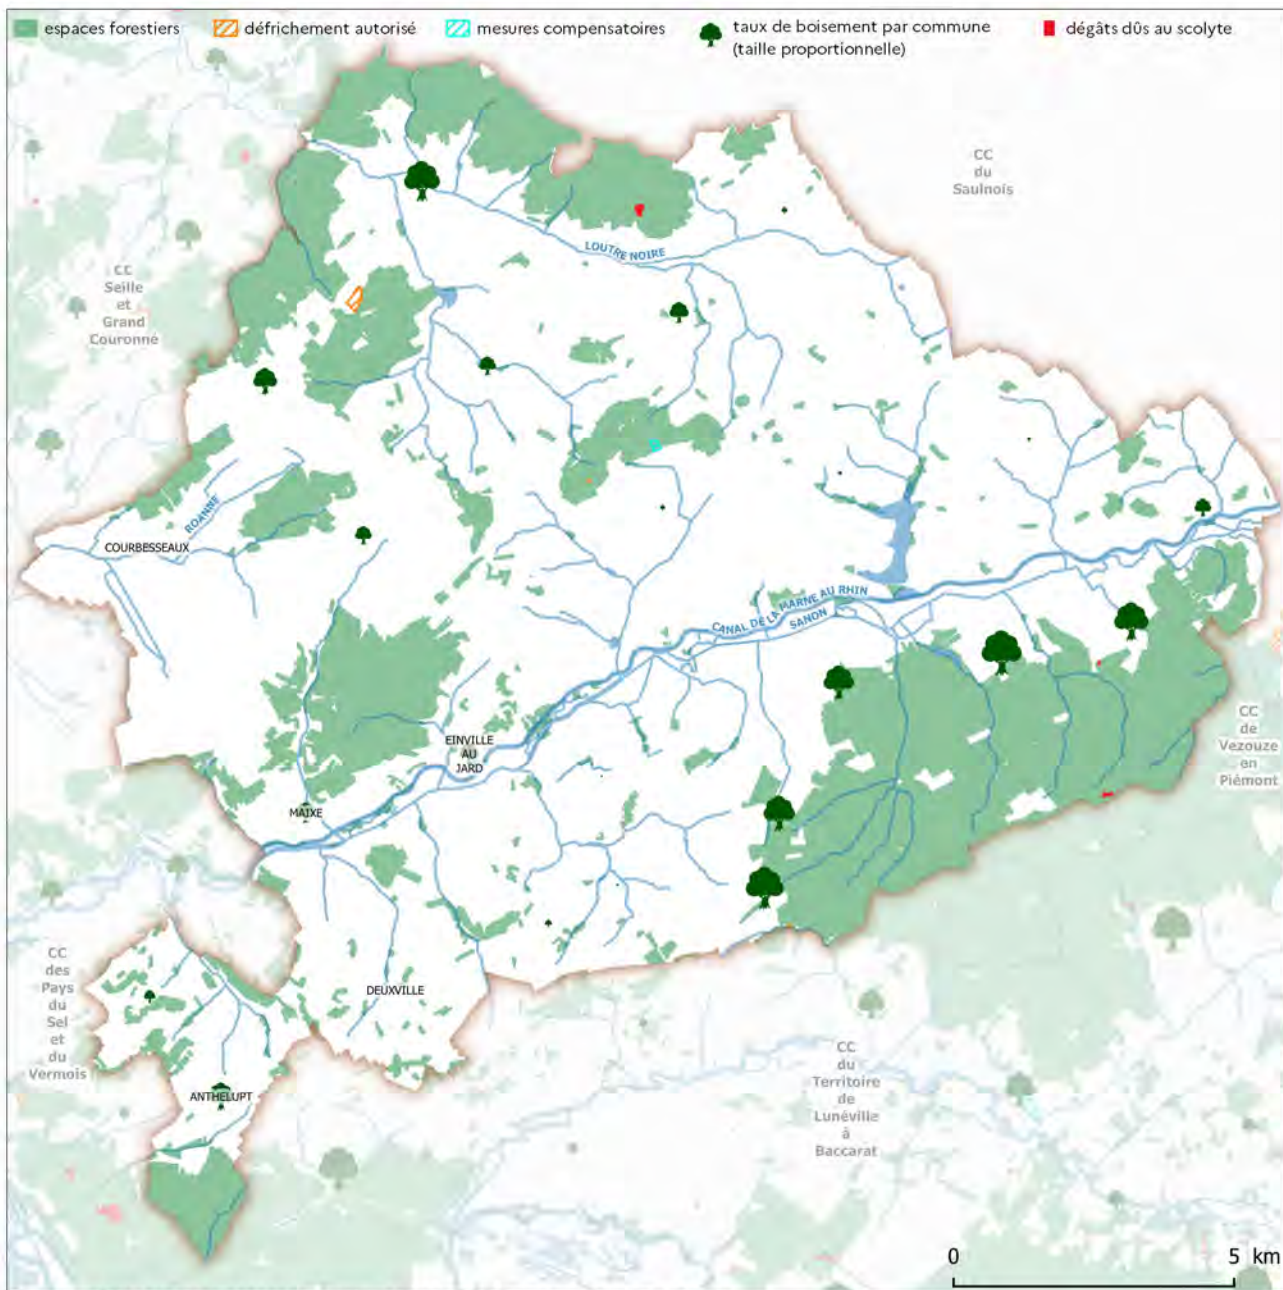 espaces forestiers
défrichement autorisé
mesures compensatoires
taux de boisement par commune
(taille proportionnelle)
dégâts dûs au scolyte
CC
du
Saulnois
LOUTRE NOIRE
CC
Seille
et
Grand
Couronné
ROANNE
COURBESSEAUX
CANAL DE LA MARNE AU RHIN
SANON
CC
de
Vezouze
en
Piémont
EINVILLE
AU
JARD
MAIXE
CC
des
Pays
du
Sel
et
du
Vermois
DEUXVILLE
ANTHELUPT
CC
du
Territoire
de
Lunéville
à
Baccarat
0 5 km